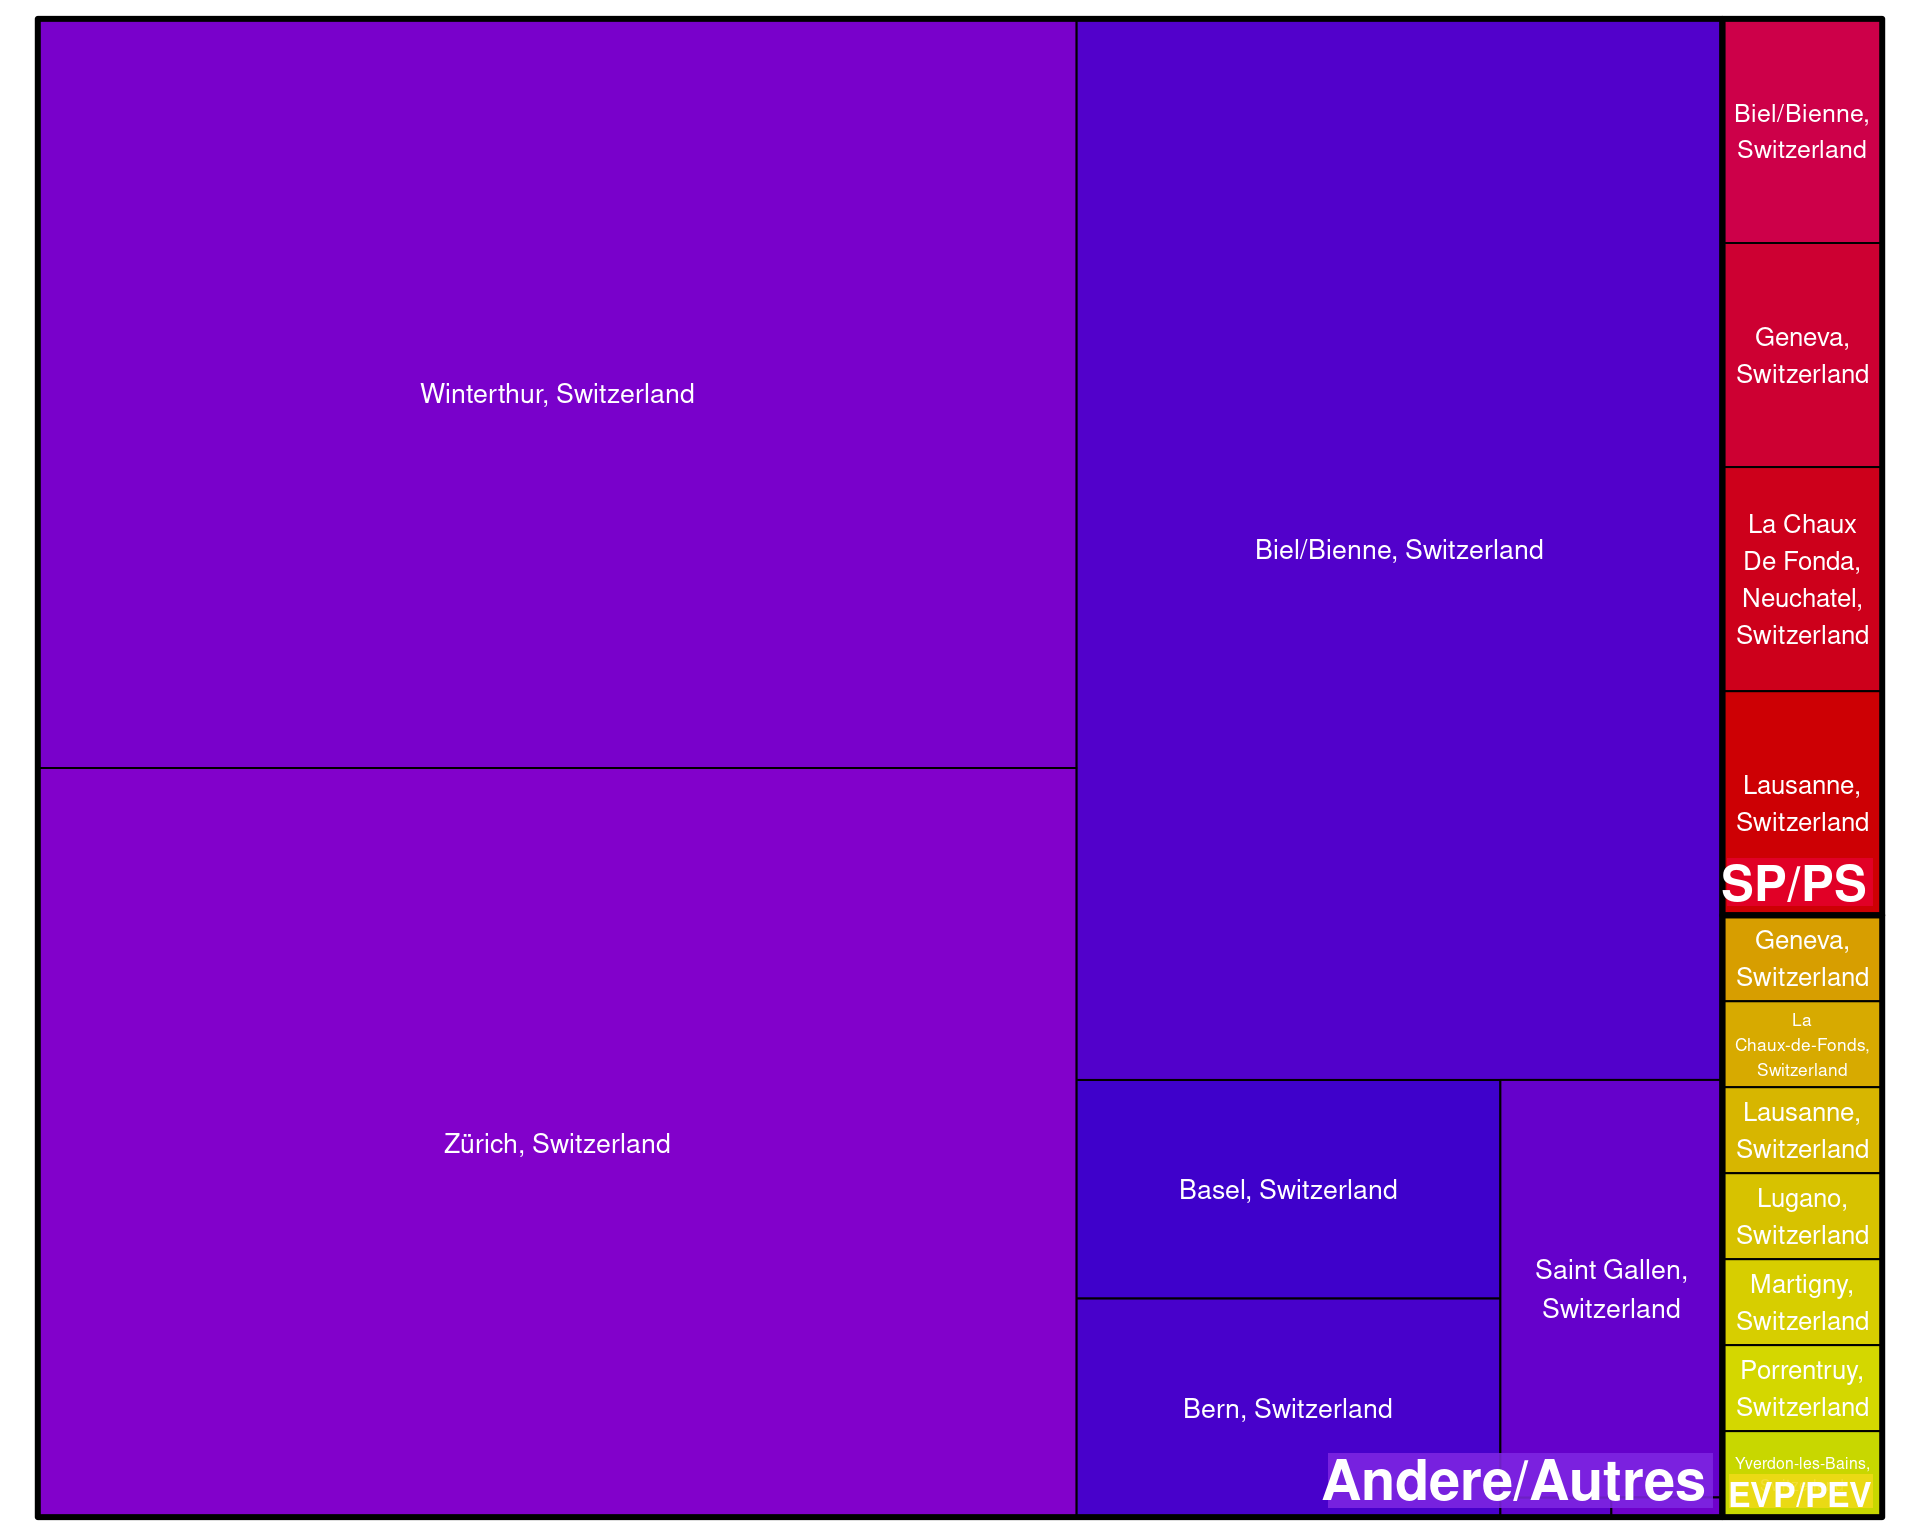 Winterthur, Switzerland
Zürich, Switzerland
Biel/Bienne, Switzerland
Basel, Switzerland
Bern, Switzerland
Saint Gallen,
Switzerland
Andere/Autres
Biel/Bienne,
Switzerland
Geneva,
Switzerland
La Chaux
De Fonda,
Neuchatel,
Switzerland
Lausanne,
Switzerland
SP/PS
Geneva,
Switzerland
La
Chaux-de-Fonds,
Switzerland
Lausanne,
Switzerland
Lugano,
Switzerland
Martigny,
Switzerland
Porrentruy,
Switzerland
Yverdon-les-Bains,
EVP/PEV